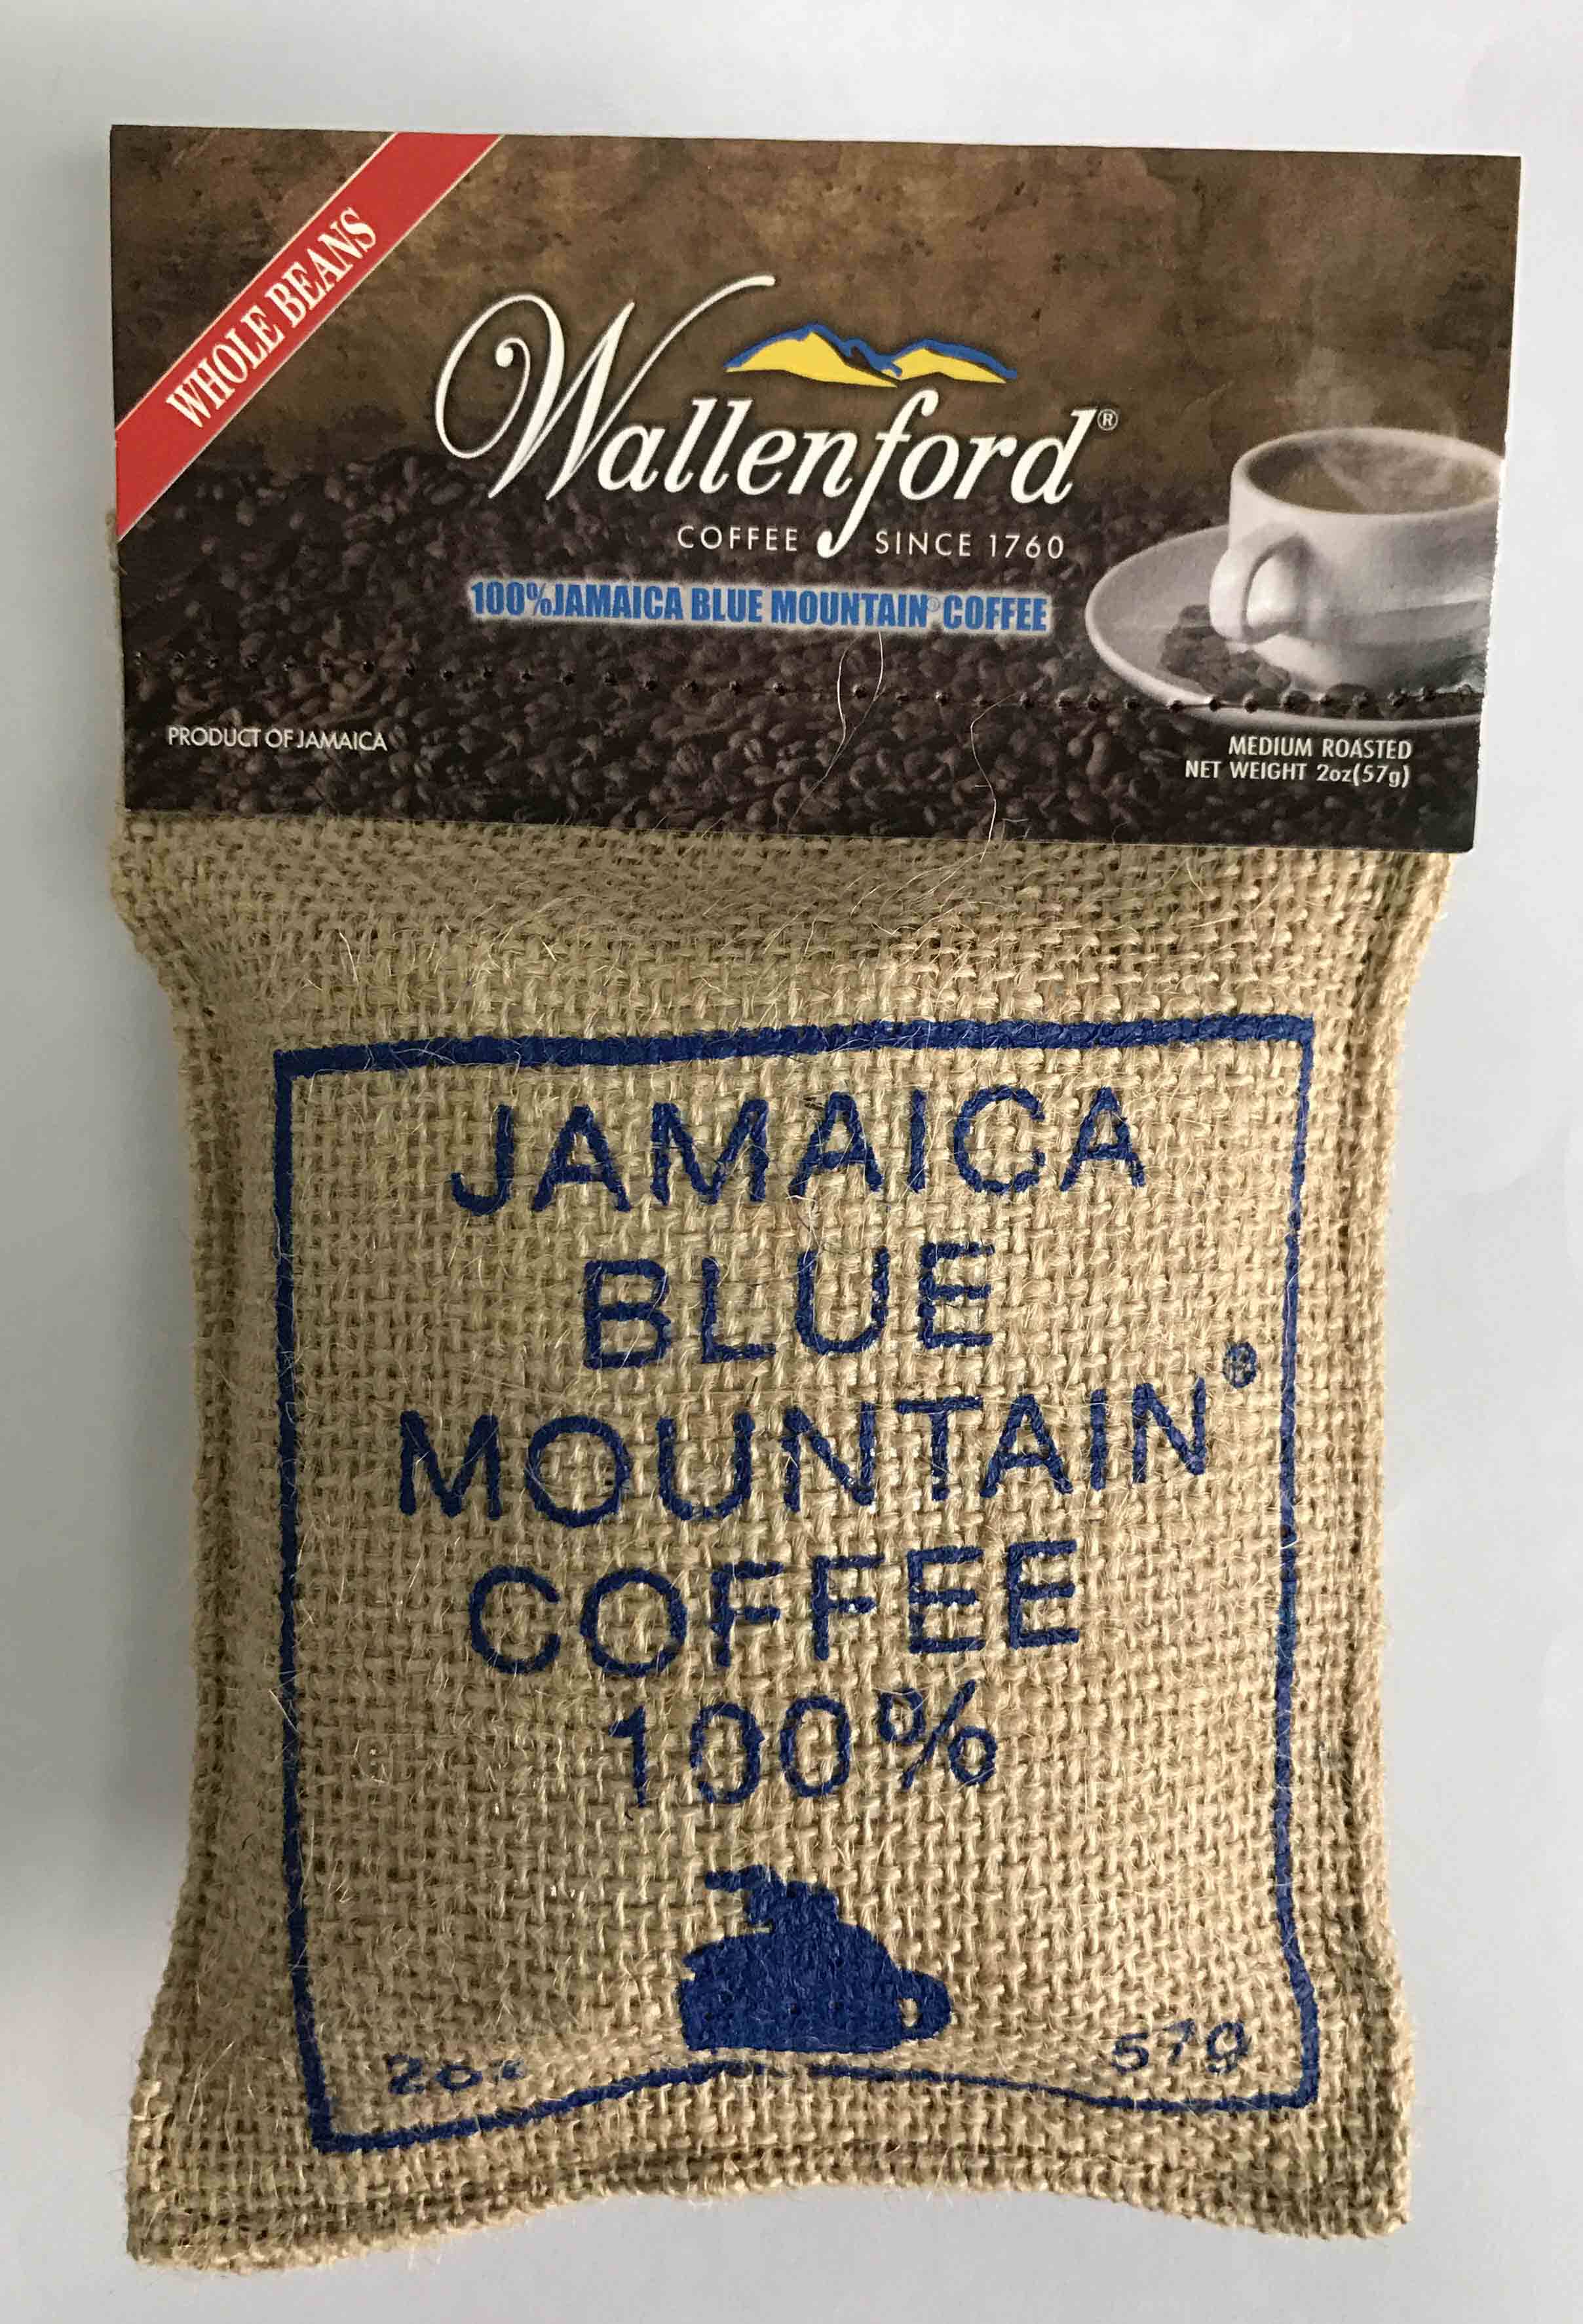 WHOLE BEANS
Wallenford®
COFFEE SINCE 1760
100%JAMAICA BLUE MOUNTAIN® COFFEE
PRODUCT OF JAMAICA
MEDIUM ROASTED
NET WEIGHT 2oz(57g)
JAMAICA
BLUE
MOUNTAIN®
COFFEE
100%
2oz 57g